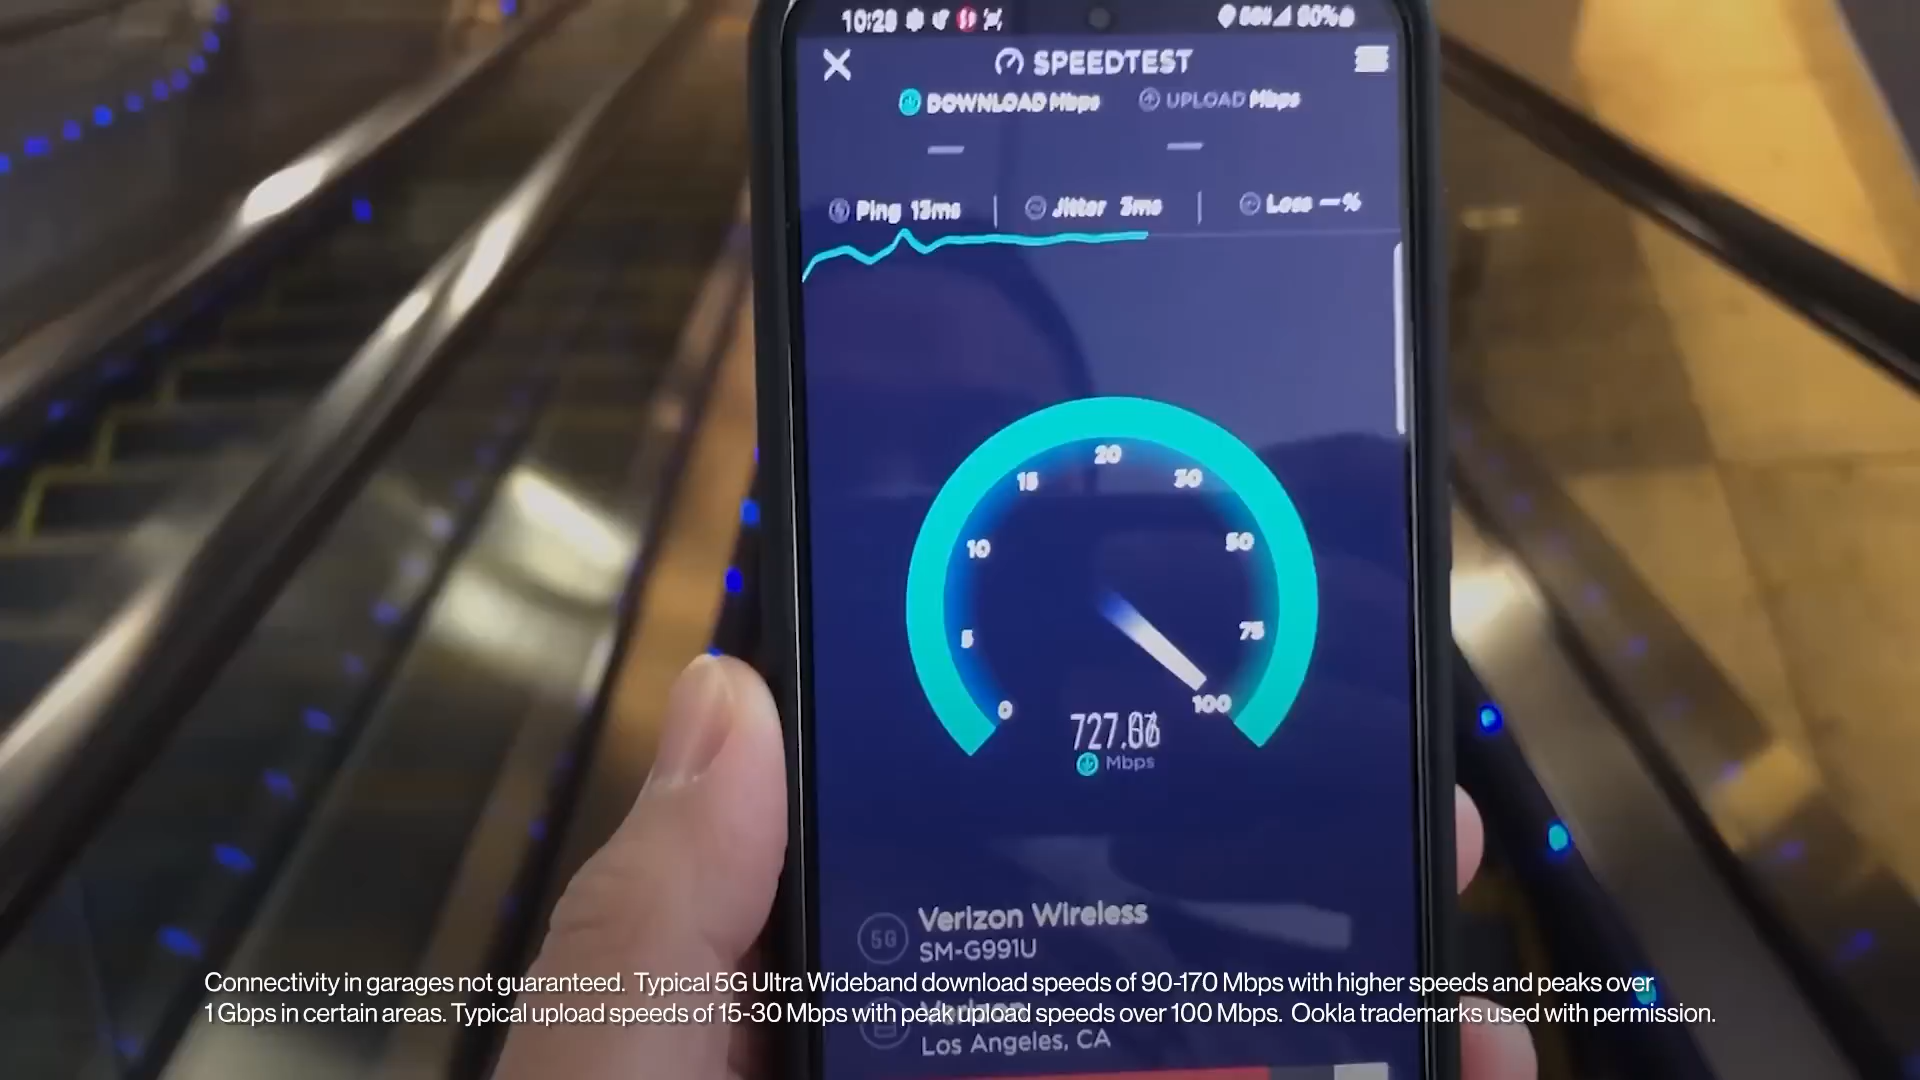 10:28
SPEEDTEST
DOWNLOAD Mbps UPLOAD Mbps
Ping 13ms | Jitter 3ms | Loss —%
20
15 30
10 50
5 75
0 100
Mbps
5G
Verizon Wireless
SM-G991U
Connectivity in garages not guaranteed. Typical 5G Ultra Wideband download speeds of 90-170 Mbps with higher speeds and peaks over
1 Gbps in certain areas. Typical upload speeds of 15-30 Mbps with peak upload speeds over 100 Mbps. Ookla trademarks used with permission.
Verizon
Los Angeles, CA